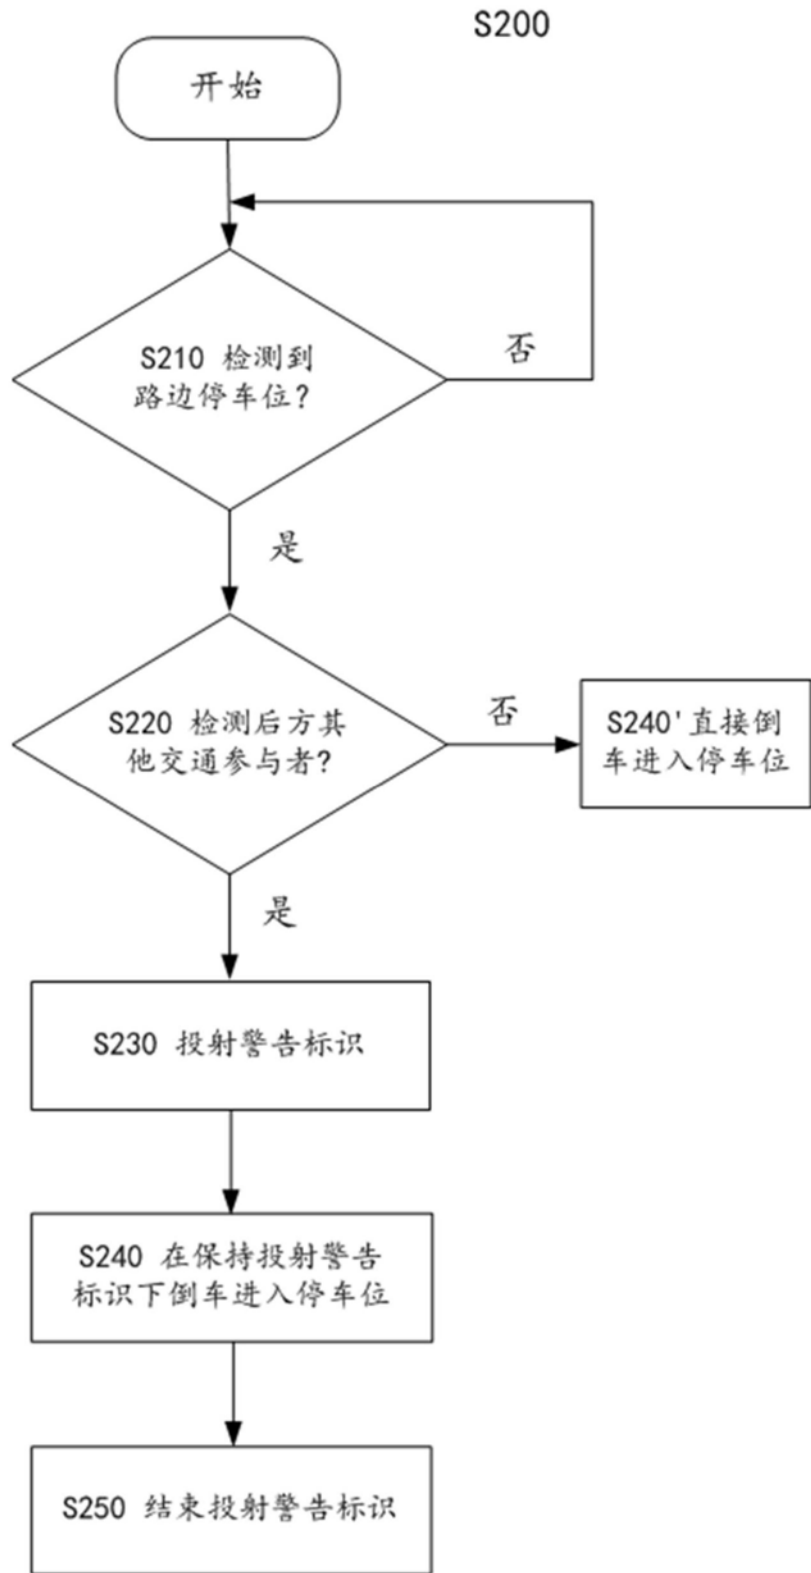 S200
开始
S210 检测到
路边停车位?
否
是
S220 检测后方其
他交通参与者?
否
S240'直接倒
车进入停车位
是
S230 投射警告标识
S240 在保持投射警告
标识下倒车进入停车位
S250 结束投射警告标识